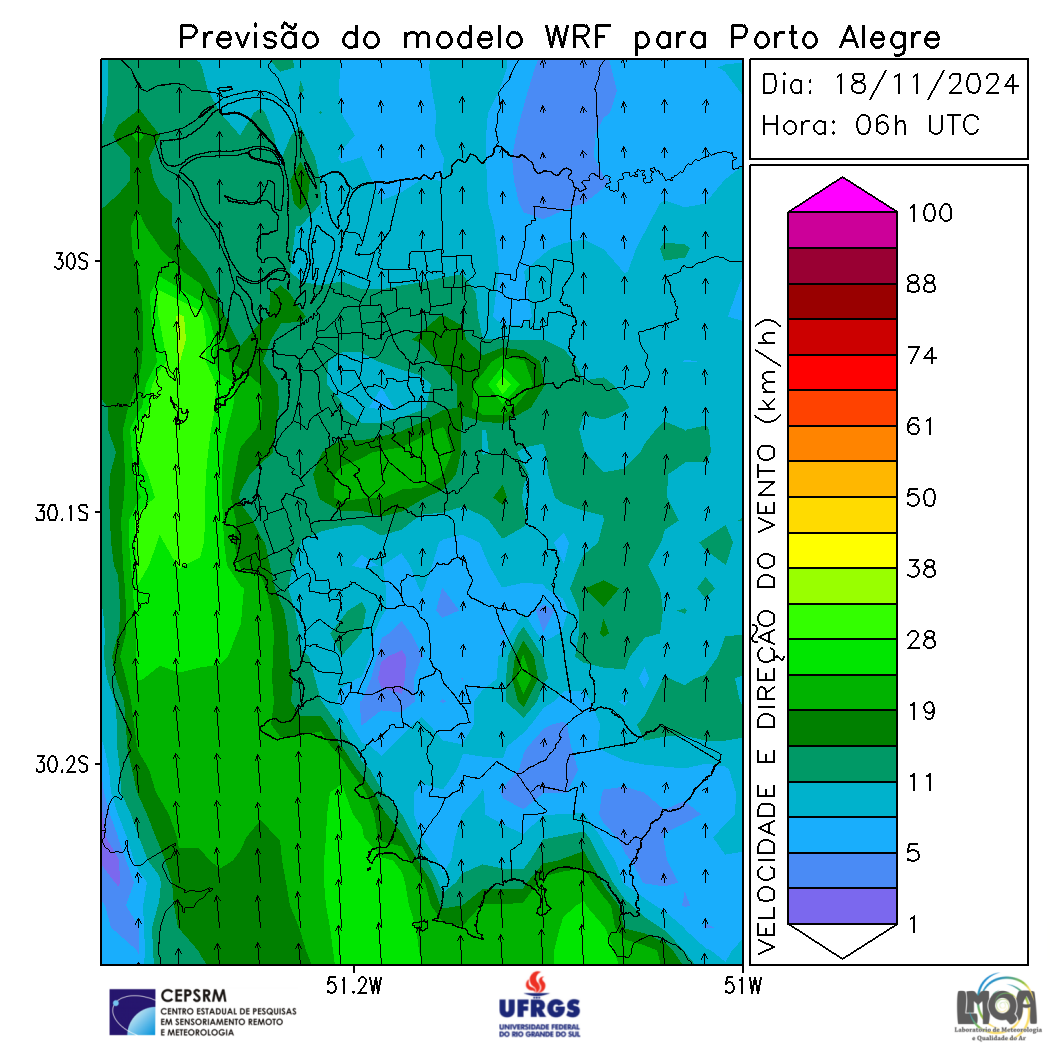 Previsão do modelo WRF para Porto Alegre
Dia: 18/11/2024
Hora: 06h UTC
30S
30.1S
30.2S
51.2W
51W
VELOCIDADE E DIREÇÃO DO VENTO (km/h)
100
88
74
61
50
38
28
19
11
5
1
CEPSRM
CENTRO ESTADUAL DE PESQUISAS
EM SENSORIAMENTO REMOTO
E METEOROLOGIA
UFRGS
UNIVERSIDADE FEDERAL
DO RIO GRANDE DO SUL
LMQA
Laboratório de Meteorologia
e Qualidade do Ar